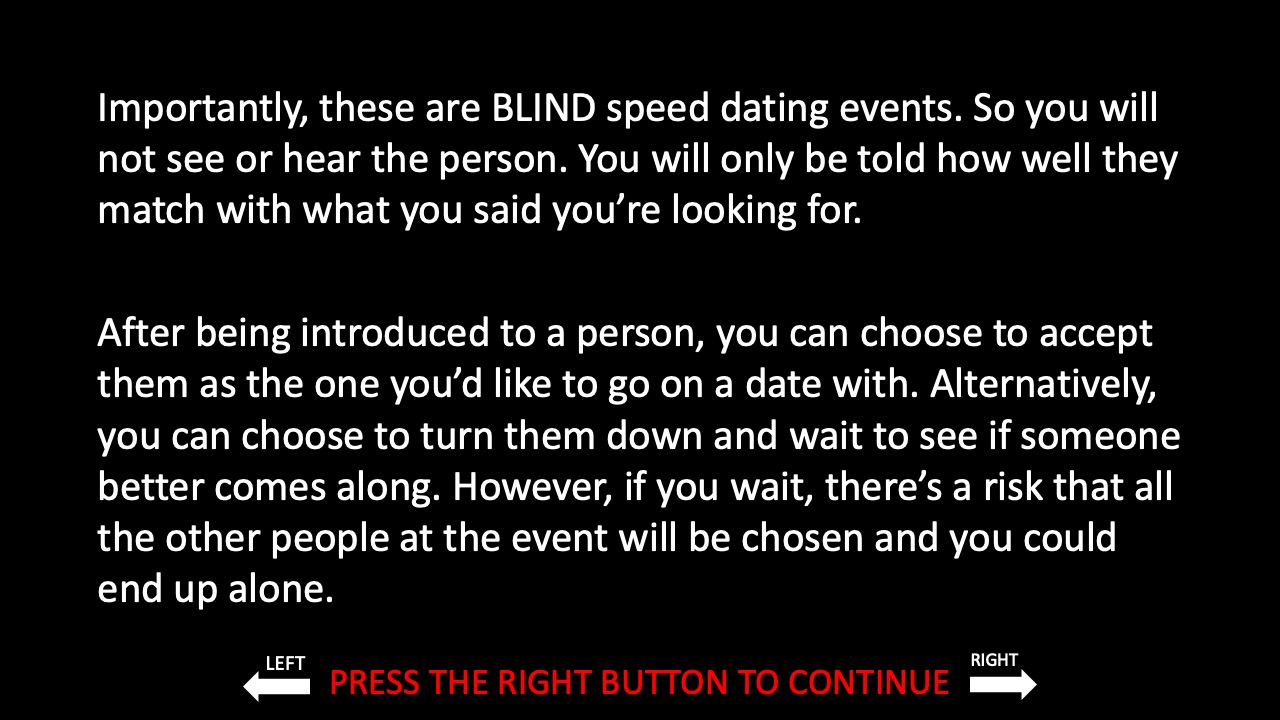 Importantly, these are BLIND speed dating events. So you will
not see or hear the person. You will only be told how well they
match with what you said you’re looking for.
After being introduced to a person, you can choose to accept
them as the one you’d like to go on a date with. Alternatively,
you can choose to turn them down and wait to see if someone
better comes along. However, if you wait, there’s a risk that all
the other people at the event will be chosen and you could
end up alone.
LEFT
PRESS THE RIGHT BUTTON TO CONTINUE
RIGHT